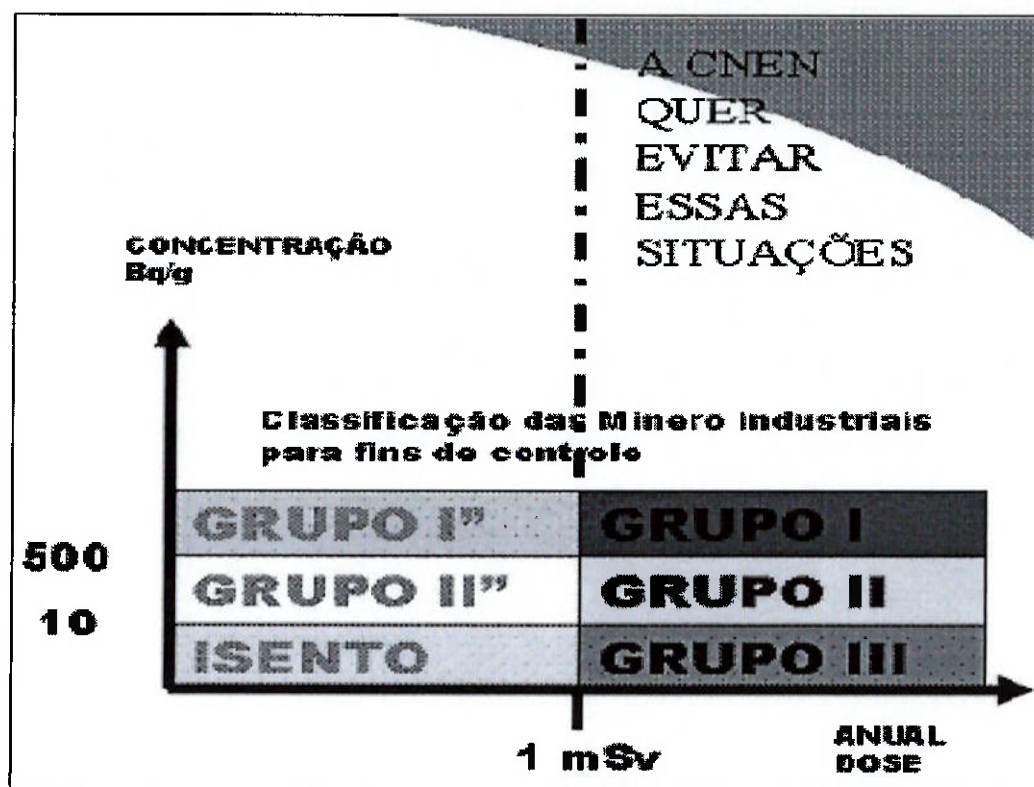 A CNEN
QUER
EVITAR
ESSAS
SITUAÇÕES
CONCENTRAÇÃO
Bq/g
Classificação das Minero Industriais
para fins de controle
GRUPO I” GRUPO I
500
GRUPO II” GRUPO II
10
ISENTO GRUPO III
1 mSv
ANUAL
DOSE